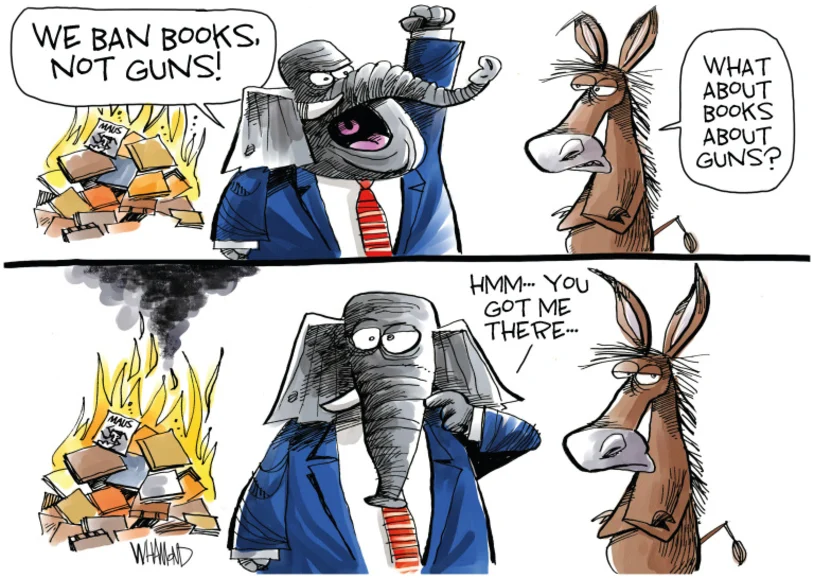 WE BAN BOOKS,
NOT GUNS!
MAUS
WHAT
ABOUT
BOOKS
ABOUT
GUNS?
HMM... YOU
GOT ME
THERE...
MAUS
WHAMOND